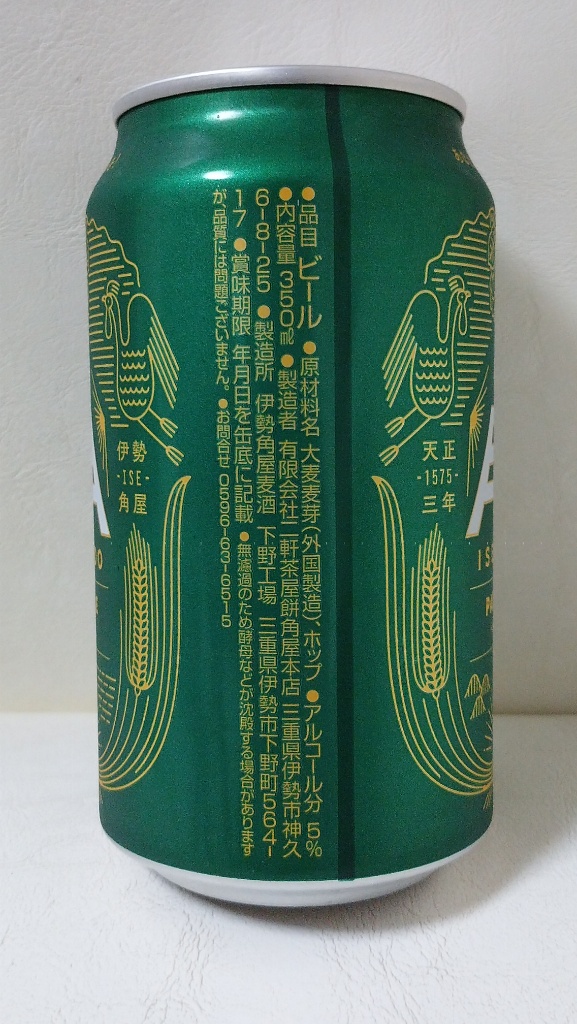 ●品目 ビール ●原材料名 大麦麦芽(外国製造)、ホップ ●アルコール分 5%
●内容量 350㎖ ●製造者 有限会社二軒茶屋餅角屋本店 三重県伊勢市神久
6-8-25 ●製造所 伊勢角屋麦酒 下野工場 三重県伊勢市下野町564-
17 ●賞味期限 年月日を缶底に記載 ●無濾過のため酵母などが沈殿する場合があります
が、品質には問題ございません。 ●お問合せ 0596-63-6515
伊勢
-ISE-
角屋
天正
-1575-
三年